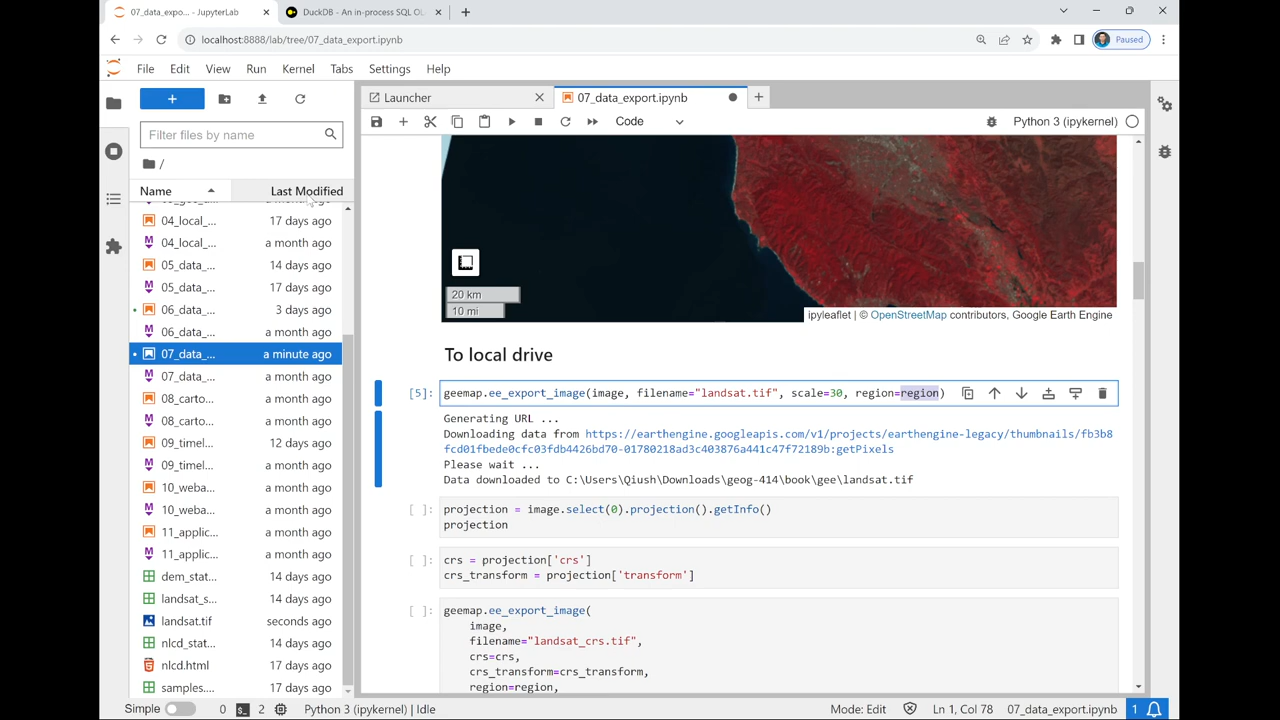 07_data_expo... - JupyterLab
DuckDB - An in-process SQL OL
localhost:8888/lab/tree/07_data_export.ipynb
Paused
File Edit View Run Kernel Tabs Settings Help
Launcher
07_data_export.ipynb
Filter files by name
Code
Python 3 (ipykernel)
/
Name
Last Modified
04_local_... 17 days ago
04_local_... a month ago
05_data_... 14 days ago
05_data_... 17 days ago
06_data_... 3 days ago
06_data_... a month ago
07_data_... a minute ago
07_data_... a month ago
08_carto... a month ago
08_carto... a month ago
09_timel... 12 days ago
09_timel... a month ago
10_weba... a month ago
10_weba... a month ago
11_applic... a month ago
11_applic... a month ago
dem_stat... 14 days ago
landsat_s... 14 days ago
landsat.tif seconds ago
nlcd_stat... 14 days ago
nlcd.html 17 days ago
samples.... 17 days ago
20 km
10 mi
ipyleaflet | © OpenStreetMap contributors, Google Earth Engine
To local drive
[5]: geemap.ee_export_image(image, filename="landsat.tif", scale=30, region=region)
Generating URL ...
Downloading data from https://earthengine.googleapis.com/v1/projects/earthengine-legacy/thumbnails/fb3b8
fcd01fbede0cfc03fdb4426bd70-01780218ad3c403876a441c47f72189b:getPixels
Please wait ...
Data downloaded to C:\Users\Qiush\Downloads\geog-414\book\gee\landsat.tif
[ ]: projection = image.select(0).projection().getInfo()
projection
[ ]: crs = projection['crs']
crs_transform = projection['transform']
[ ]: geemap.ee_export_image(
image,
filename="landsat_crs.tif",
crs=crs,
crs_transform=crs_transform,
region=region,
Simple 0 2 Python 3 (ipykernel) | Idle Mode: Edit Ln 1, Col 78 07_data_export.ipynb 1